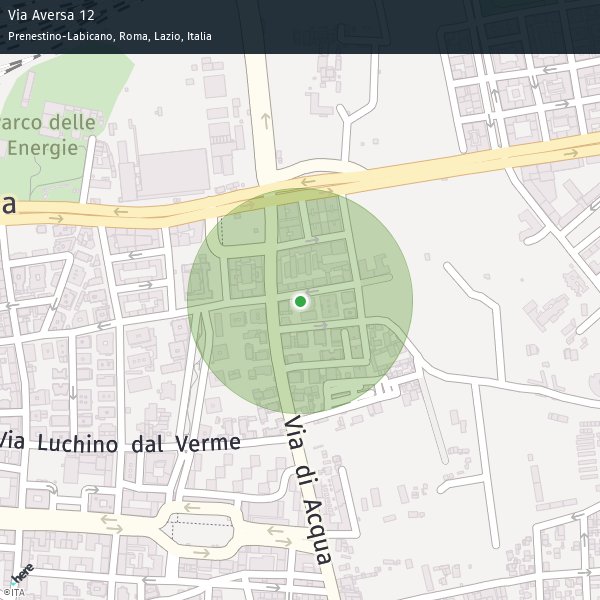 Via Aversa 12
Prenestino-Labicano, Roma, Lazio, Italia
Parco delle
Energie
a
Via Luchino dal Verme
Via di Acqua
here
©ITA